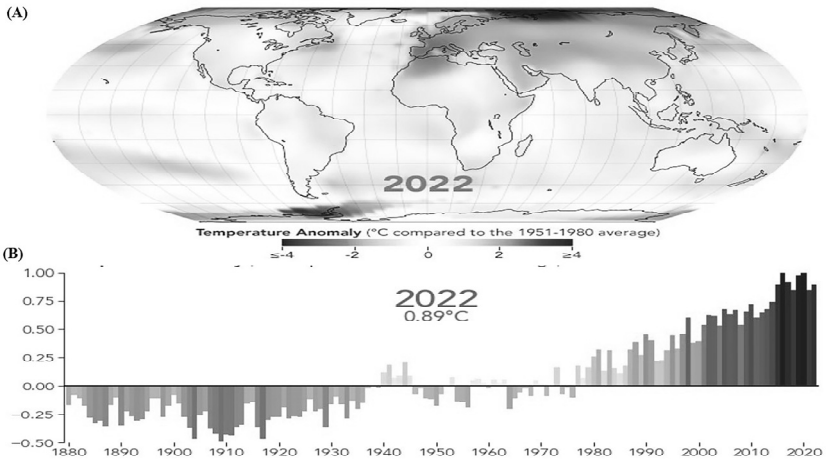 (A)
2022
Temperature Anomaly (°C compared to the 1951-1980 average)
≤-4 -2 0 2 ≥4
(B)
2022
0.89°C
1.00
0.75
0.50
0.25
0.00
−0.25
−0.50
1880 1890 1900 1910 1920 1930 1940 1950 1960 1970 1980 1990 2000 2010 2020